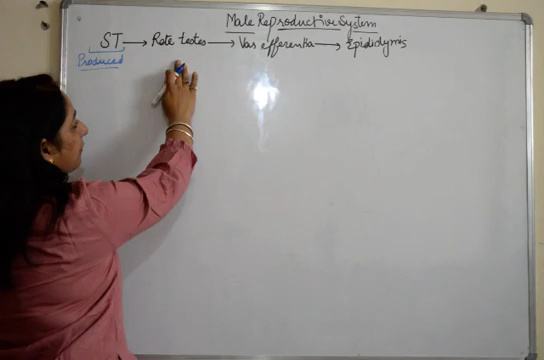 Male Reproductive System
ST → Rete testes → Vas efferentia → Epididymis
Produced